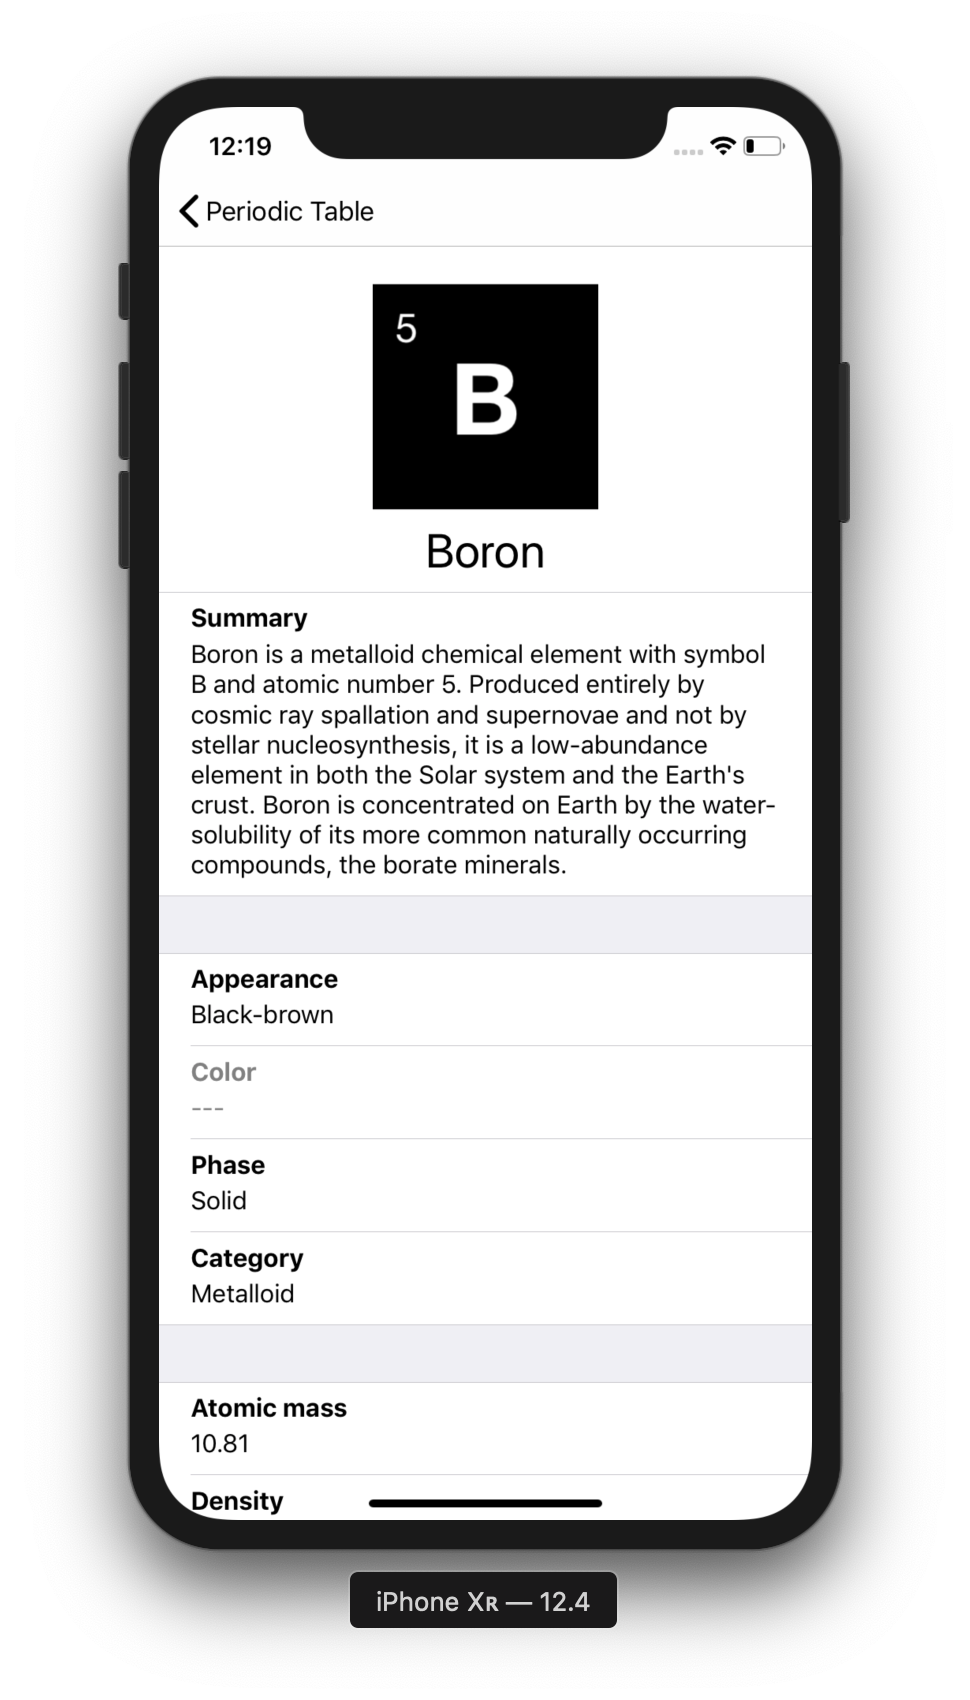 12:19
Periodic Table
5
B
Boron
Summary
Boron is a metalloid chemical element with symbol
B and atomic number 5. Produced entirely by
cosmic ray spallation and supernovae and not by
stellar nucleosynthesis, it is a low-abundance
element in both the Solar system and the Earth's
crust. Boron is concentrated on Earth by the water-
solubility of its more common naturally occurring
compounds, the borate minerals.
Appearance
Black-brown
Color
---
Phase
Solid
Category
Metalloid
Atomic mass
10.81
Density
iPhone Xʀ — 12.4